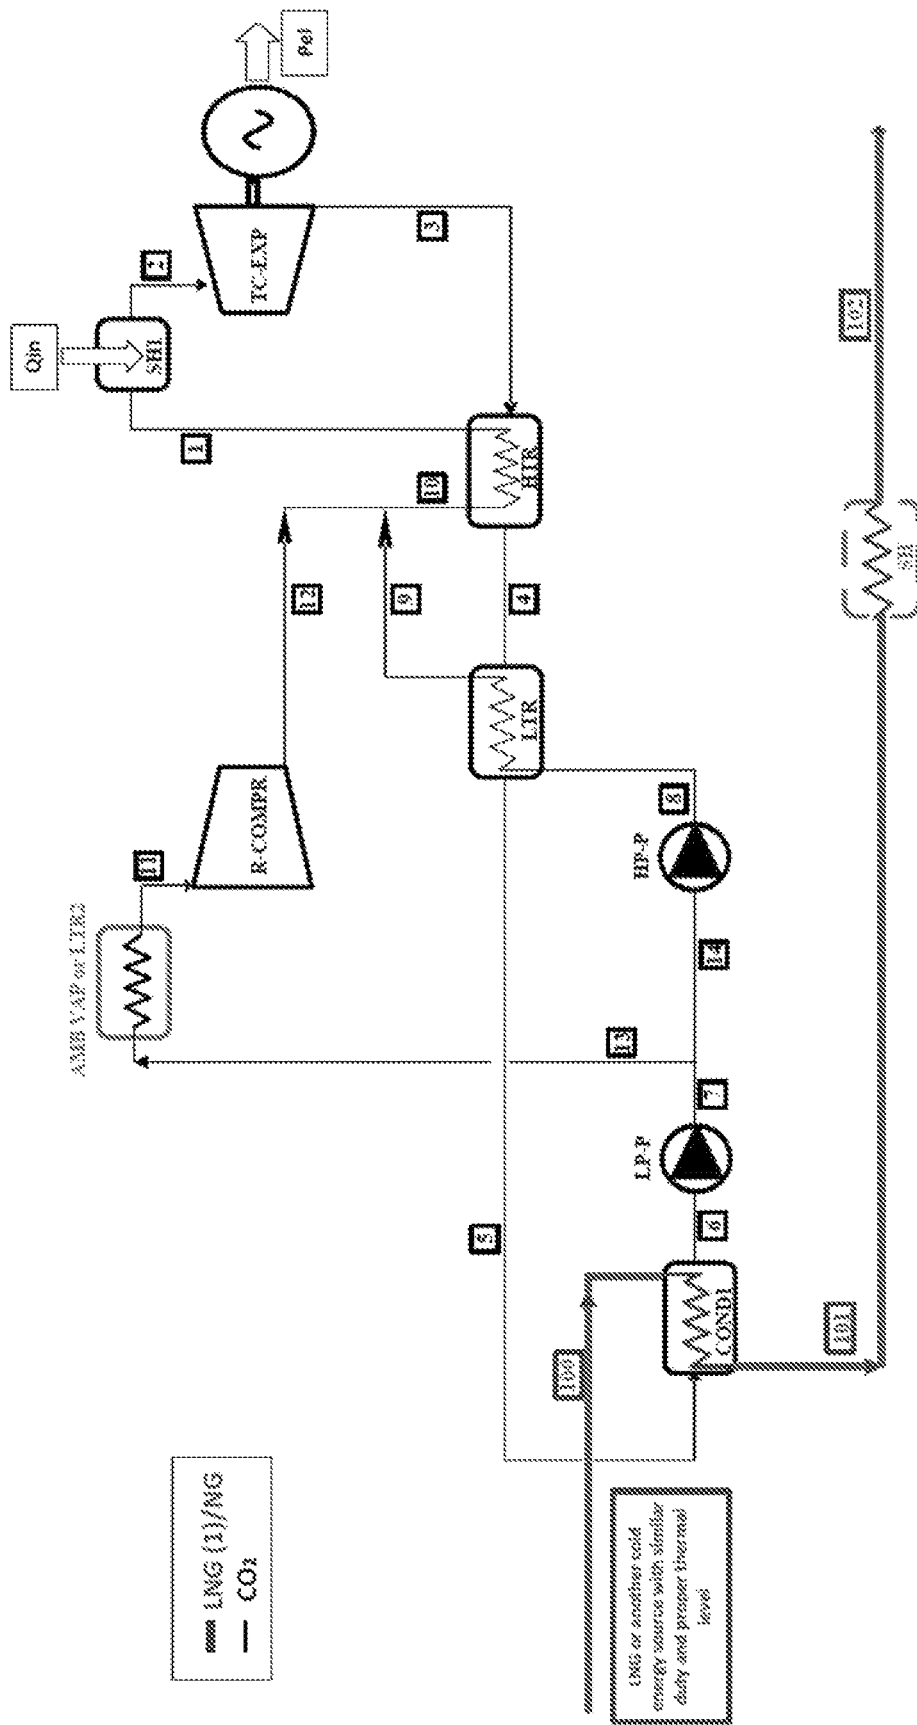 Qin
SH1
2
Pel
TC-EXP
1
3
HTR
10
12
9
4
LTR
R-COMPR
11
AMB VAP or LTR2
8
HP-P
14
13
7
LP-P
6
5
COND1
100
101
SH
102
LNG (1)/NG
CO2
LNG or another cold
energy source with similar
duty and proper thermal
level